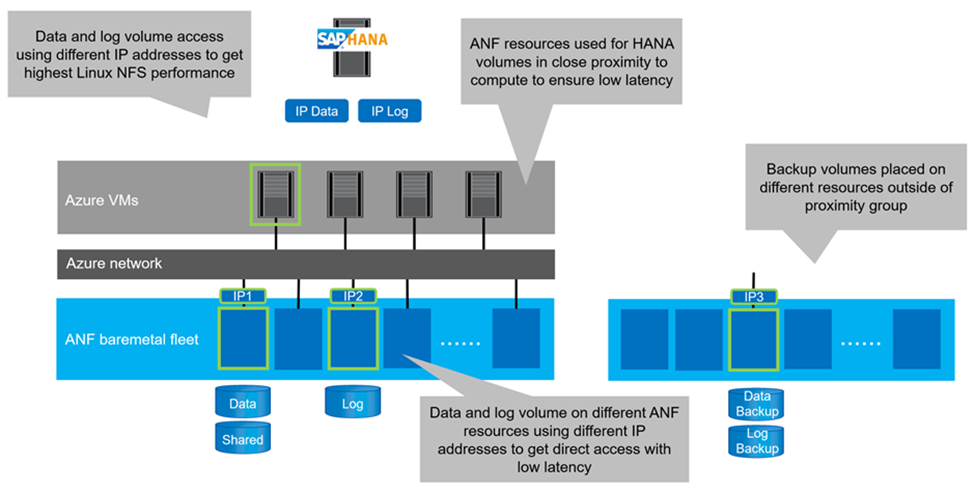 Data and log volume access
using different IP addresses to get
highest Linux NFS performance
SAP HANA
IP Data
IP Log
ANF resources used for HANA
volumes in close proximity to
compute to ensure low latency
Backup volumes placed on
different resources outside of
proximity group
Azure VMs
Azure network
IP1
IP2
IP3
ANF baremetal fleet
......
......
Data
Shared
Log
Data and log volume on different ANF
resources using different IP
addresses to get direct access with
low latency
Data
Backup
Log
Backup